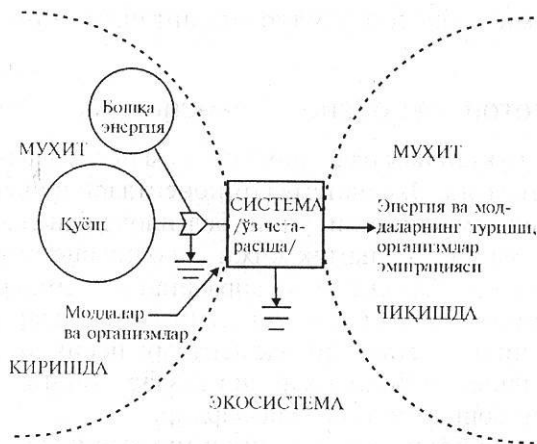 Бошқа
энергия
МУҲИТ
Қуёш
Моддалар
ва организмлар
КИРИШДА
СИСТЕМА
/ўз чега-
расида/
МУҲИТ
Энергия ва мод-
даларнинг туриши,
организмлар
эмиграцияси
ЧИҚИШДА
ЭКОСИСТЕМА